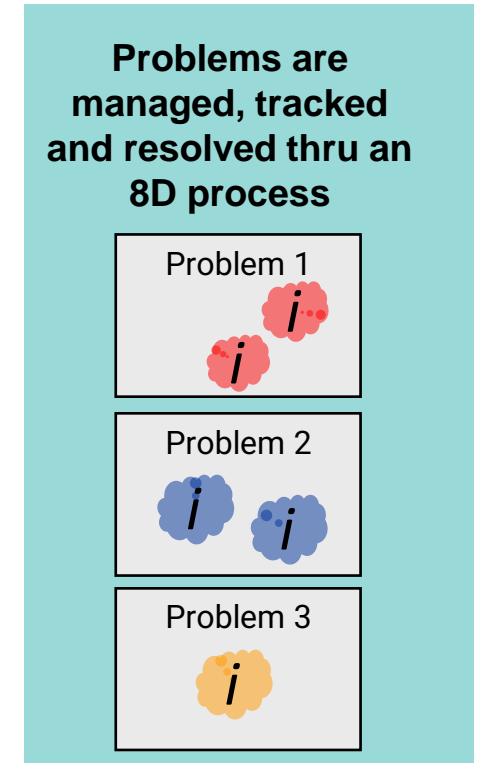 Problems are
managed, tracked
and resolved thru an
8D process
Problem 1
i
i
Problem 2
i
i
Problem 3
i